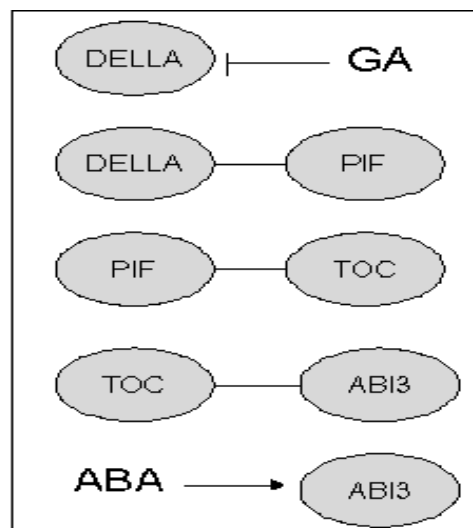 DELLA GA
DELLA PIF
PIF TOC
TOC ABI3
ABA ABI3